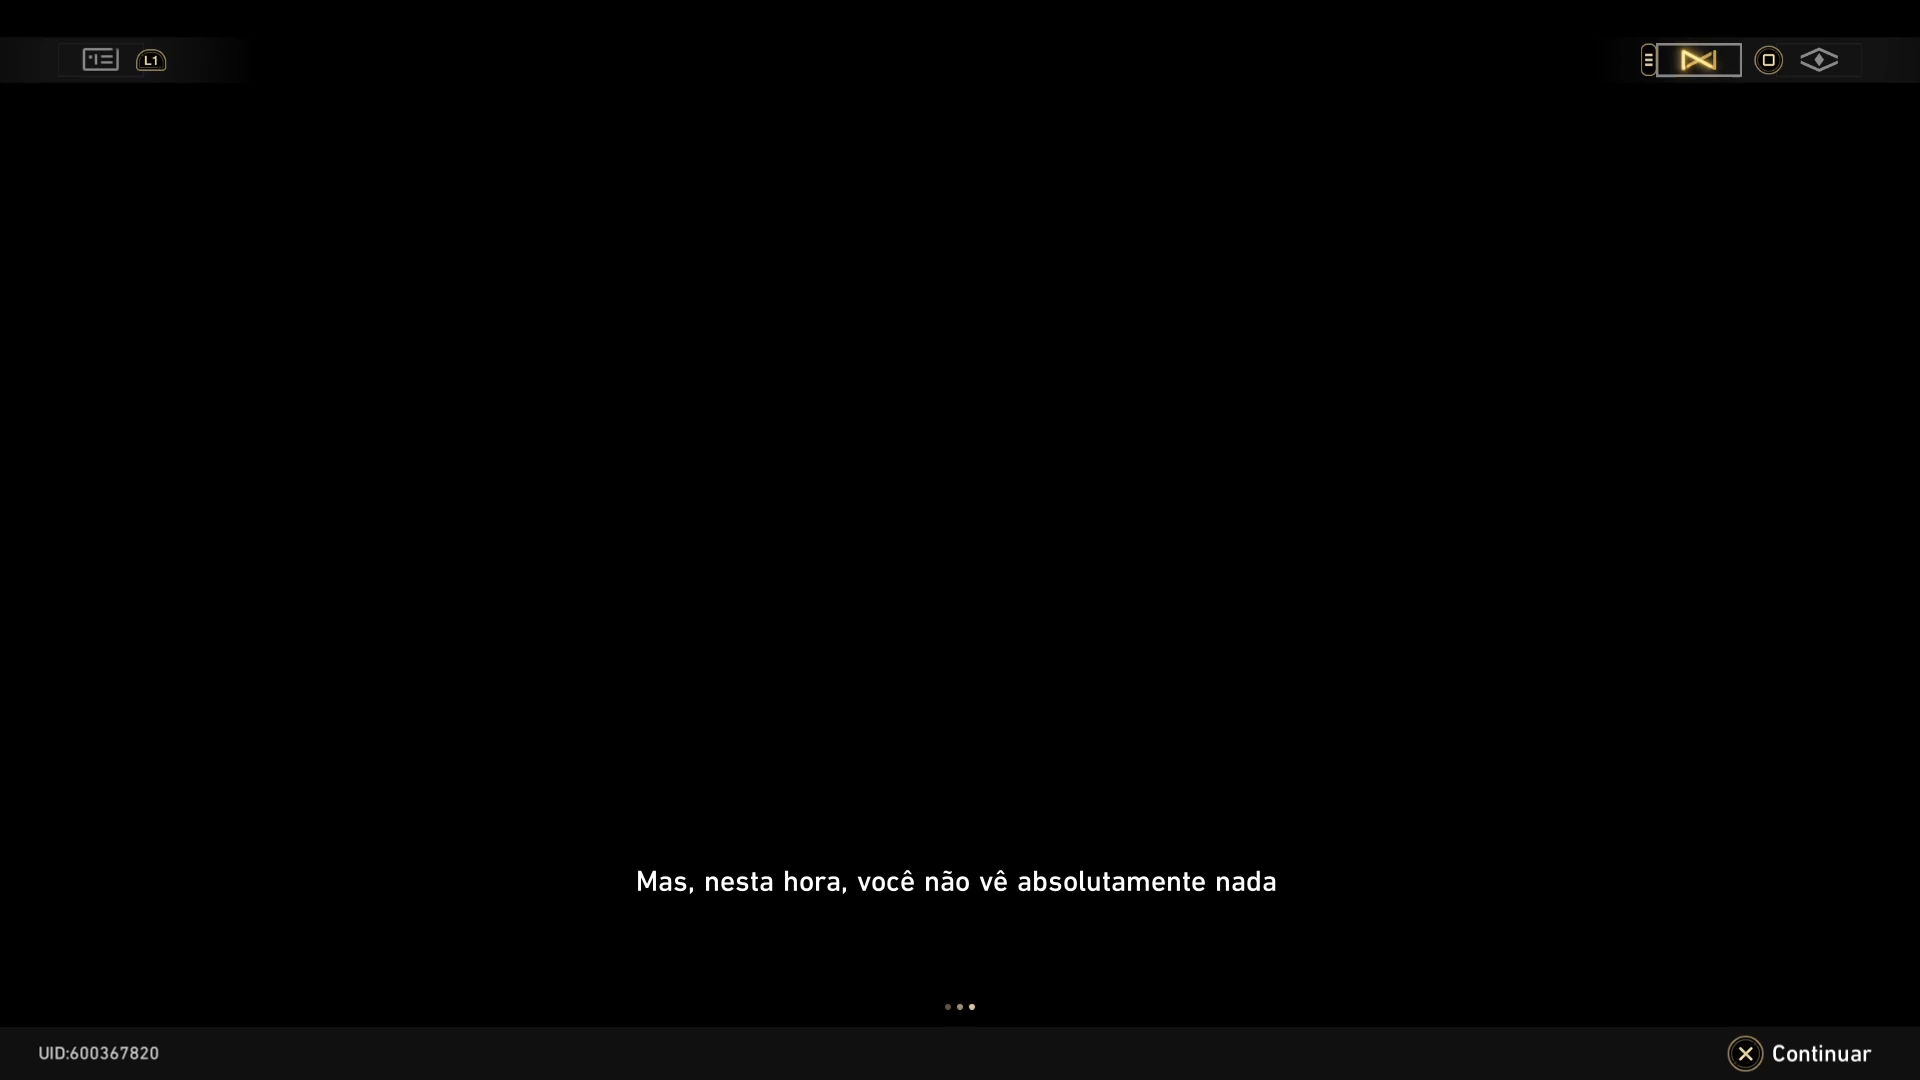 L1
Mas, nesta hora, você não vê absolutamente nada
UID:600367820
Continuar